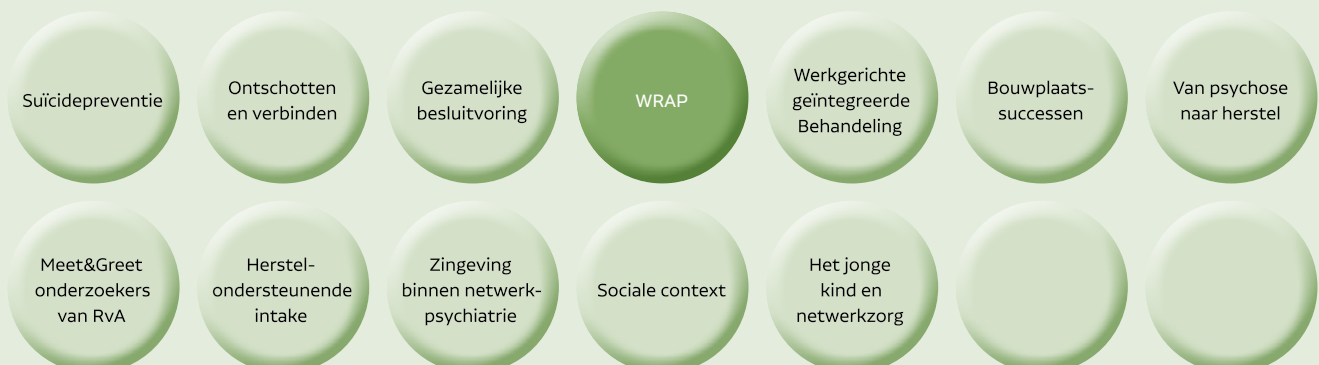 Suïcidepreventie
Ontschotten
en verbinden
Gezamelijke
besluitvoring
WRAP
Werkgerichte
geïntegreerde
Behandeling
Bouwplaats-
successen
Van psychose
naar herstel
Meet&Greet
onderzoekers
van RvA
Herstel-
ondersteunende
intake
Zingeving
binnen netwerk-
psychiatrie
Sociale context
Het jonge
kind en
netwerkzorg